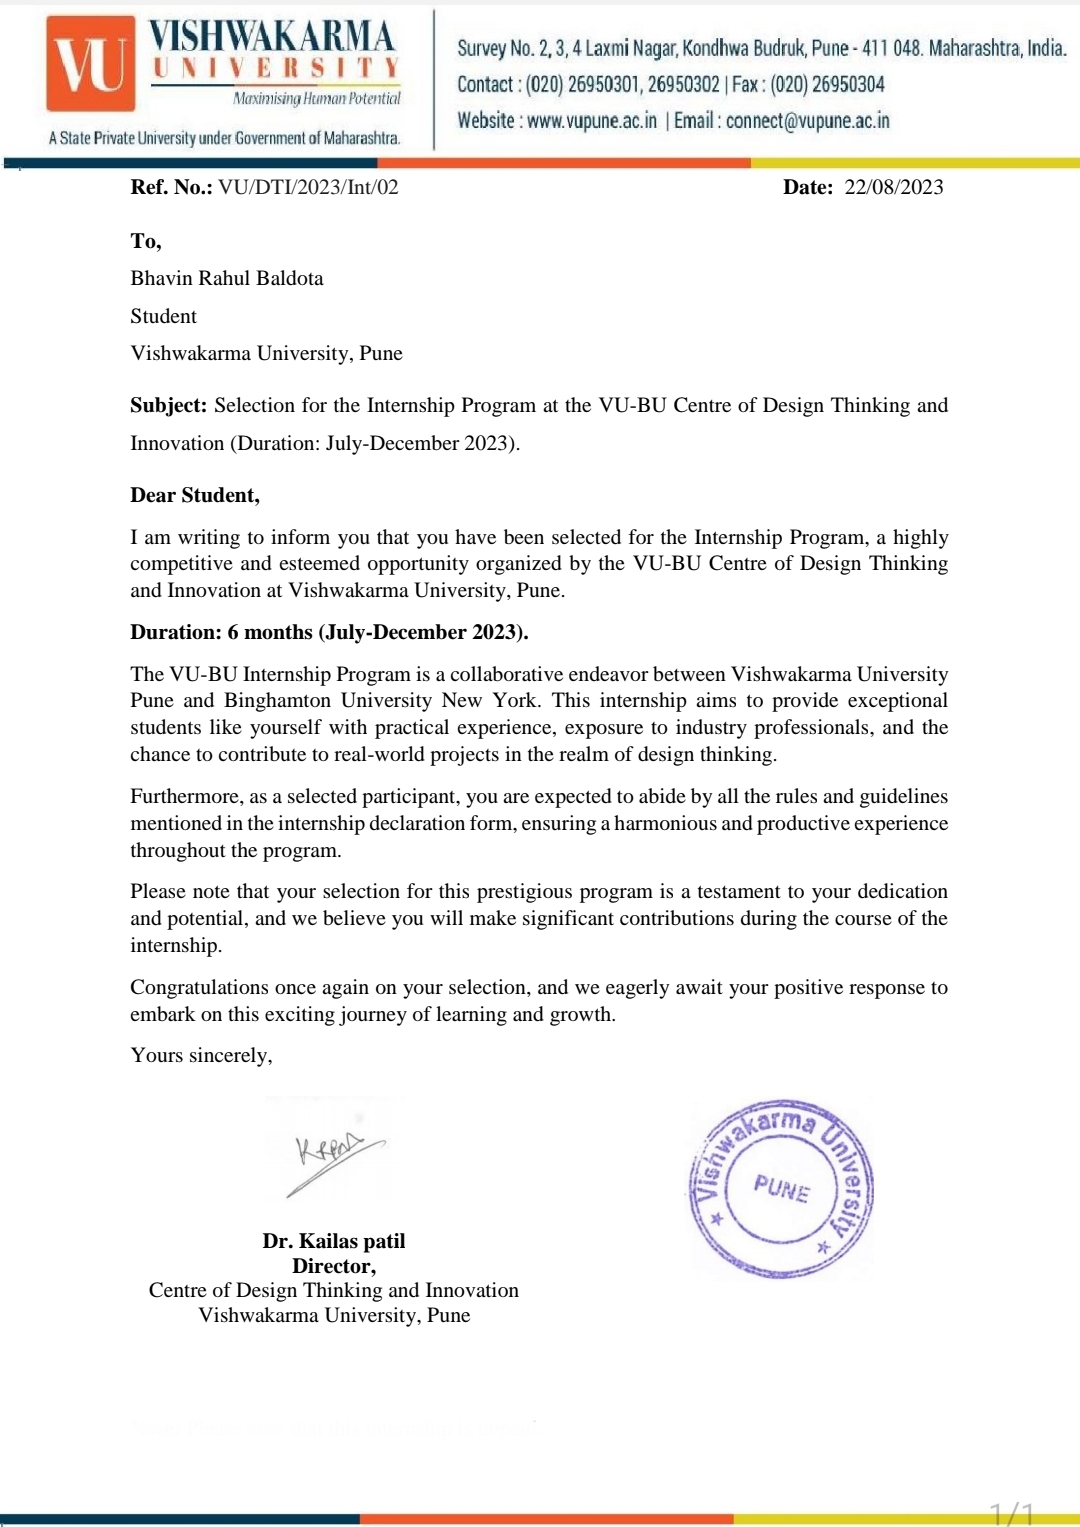 VU
VISHWAKARMA
UNIVERSITY
Maximising Human Potential
A State Private University under Government of Maharashtra.
Survey No. 2, 3, 4 Laxmi Nagar, Kondhwa Budruk, Pune - 411 048. Maharashtra, India.
Contact : (020) 26950301, 26950302 | Fax : (020) 26950304
Website : www.vupune.ac.in | Email : connect@vupune.ac.in
Ref. No.: VU/DTI/2023/Int/02 Date: 22/08/2023
To,
Bhavin Rahul Baldota
Student
Vishwakarma University, Pune
Subject: Selection for the Internship Program at the VU-BU Centre of Design Thinking and
Innovation (Duration: July-December 2023).
Dear Student,
I am writing to inform you that you have been selected for the Internship Program, a highly
competitive and esteemed opportunity organized by the VU-BU Centre of Design Thinking
and Innovation at Vishwakarma University, Pune.
Duration: 6 months (July-December 2023).
The VU-BU Internship Program is a collaborative endeavor between Vishwakarma University
Pune and Binghamton University New York. This internship aims to provide exceptional
students like yourself with practical experience, exposure to industry professionals, and the
chance to contribute to real-world projects in the realm of design thinking.
Furthermore, as a selected participant, you are expected to abide by all the rules and guidelines
mentioned in the internship declaration form, ensuring a harmonious and productive experience
throughout the program.
Please note that your selection for this prestigious program is a testament to your dedication
and potential, and we believe you will make significant contributions during the course of the
internship.
Congratulations once again on your selection, and we eagerly await your positive response to
embark on this exciting journey of learning and growth.
Yours sincerely,
Vishwakarma University
PUNE
Dr. Kailas patil
Director,
Centre of Design Thinking and Innovation
Vishwakarma University, Pune
1/1